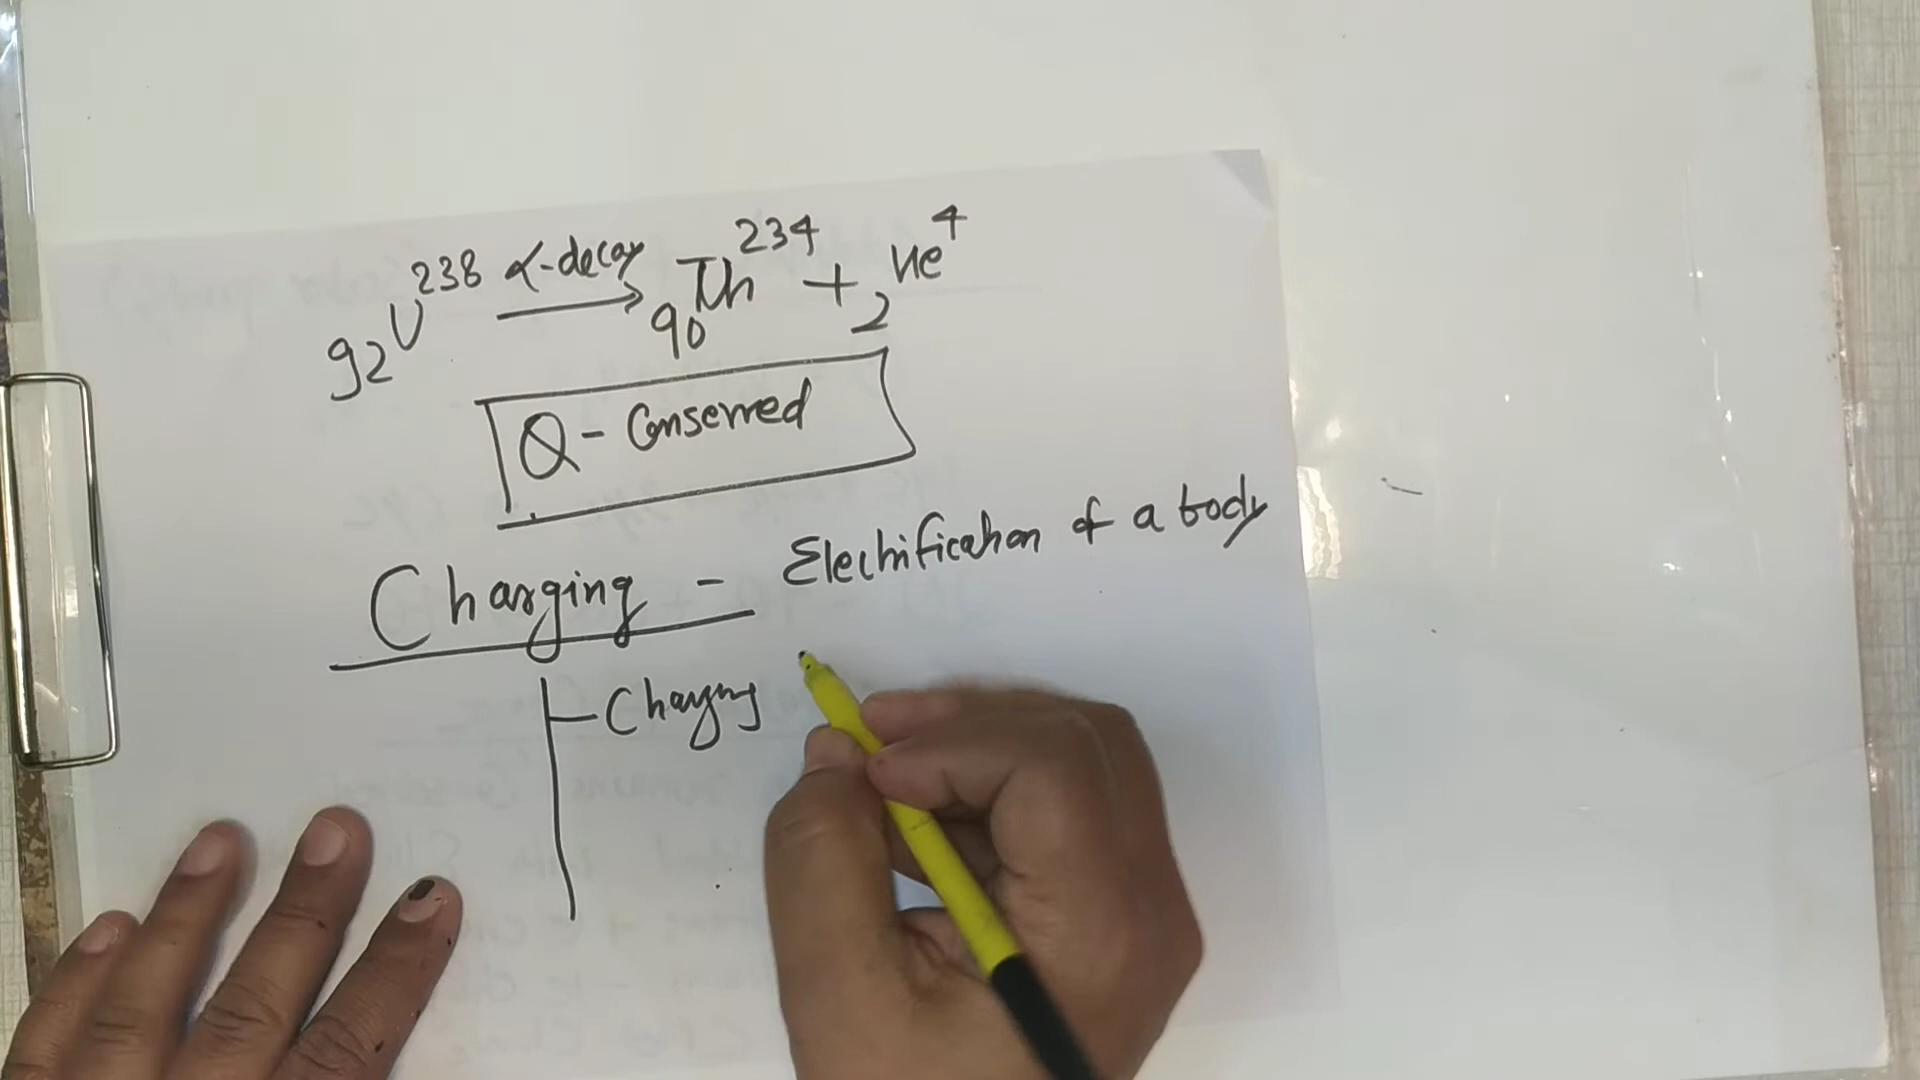 92U238 α-decay → 90Th234 + 2He4
Q - Conserved
Charging - Electrification of a body
Charging